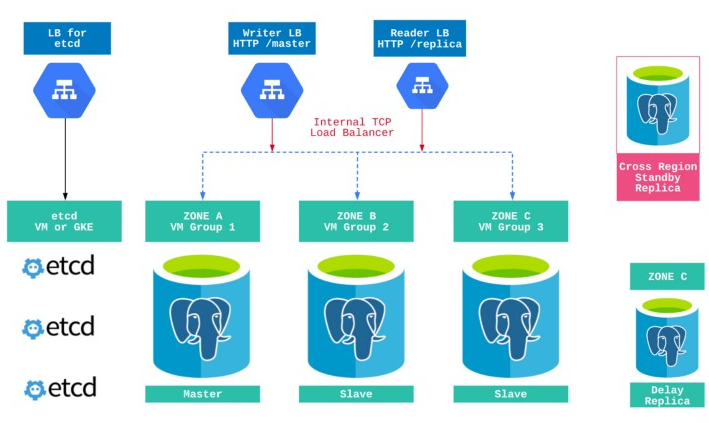 LB for
etcd
Writer LB
HTTP /master
Reader LB
HTTP /replica
Internal TCP
Load Balancer
Cross Region
Standby
Replica
etcd
VM or GKE
ZONE A
VM Group 1
ZONE B
VM Group 2
ZONE C
VM Group 3
etcd
etcd
etcd
ZONE C
Master
Slave
Slave
Delay
Replica